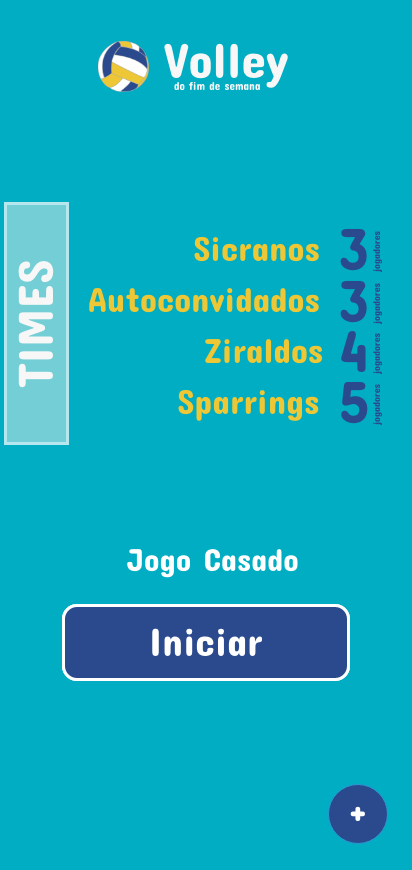 Volley
do fim de semana
TIMES
Sicranos 3 jogadores
Autoconvidados 3 jogadores
Ziraldos 4 jogadores
Sparrings 5 jogadores
Jogo Casado
Iniciar
+